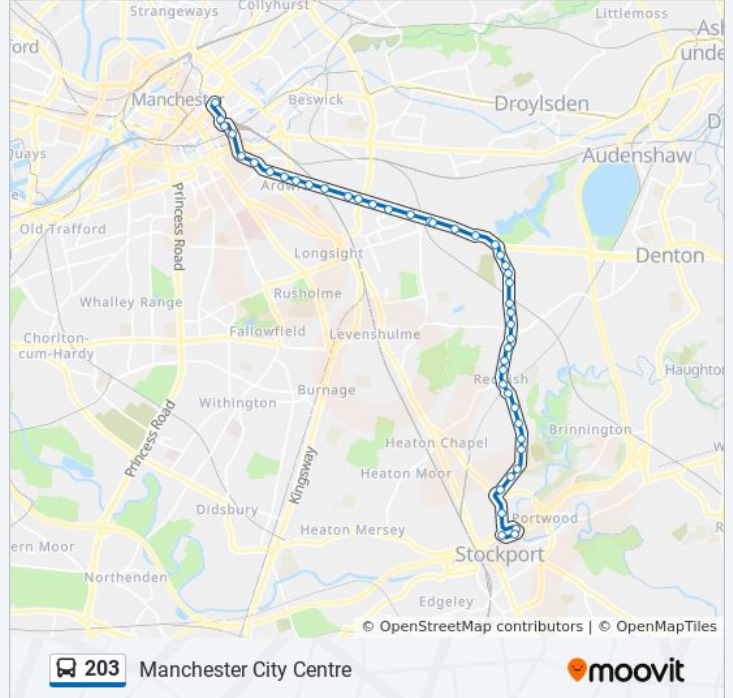 Strangeways
Collyhurst
Littlemoss
Ash
unde
ford
Manchester
Beswick
Droylsden
D
Quays
Audenshaw
Ardw
Old Trafford
Princess Road
Longsight
Denton
Rusholme
Whalley Range
Fallowfield
Levenshulme
Chorlton-
cum-Hardy
Haughton
Burnage
Withington
Princess Road
Brinnington
Heaton Chapel
Kingsway
Heaton Moor
W
Didsbury
Portwood
Heaton Mersey
ern Moor
Stockport
Northenden
Edgeley
© OpenStreetMap contributors | © OpenMapTiles
203 Manchester City Centre
moovit